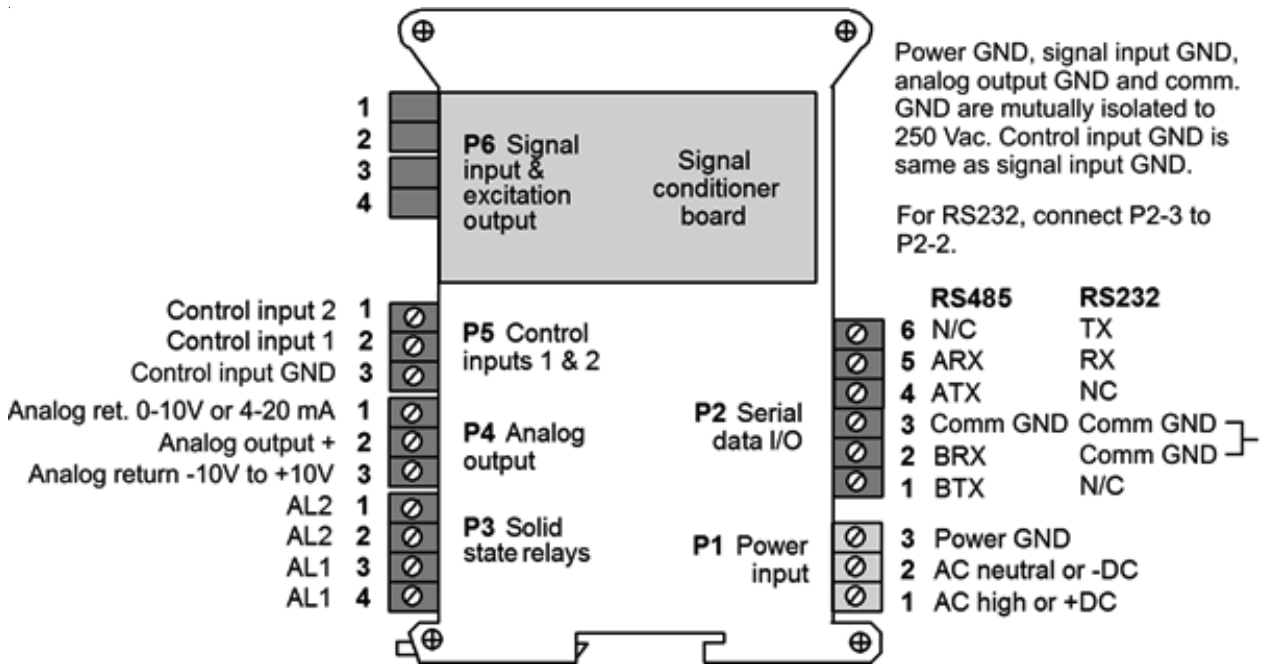 1
2
3
4
P6 Signal
input &
excitation
output
Signal
conditioner
board
Power GND, signal input GND,
analog output GND and comm.
GND are mutually isolated to
250 Vac. Control input GND is
same as signal input GND.
For RS232, connect P2-3 to
P2-2.
Control input 2 1
Control input 1 2
Control input GND 3
P5 Control
inputs 1 & 2
Analog ret. 0-10V or 4-20 mA 1
Analog output + 2
Analog return -10V to +10V 3
P4 Analog
output
AL2 1
AL2 2
AL1 3
AL1 4
P3 Solid
state relays
P2 Serial
data I/O
RS485 RS232
6 N/C TX
5 ARX RX
4 ATX NC
3 Comm GND Comm GND
2 BRX Comm GND
1 BTX N/C
P1 Power
input
3 Power GND
2 AC neutral or -DC
1 AC high or +DC